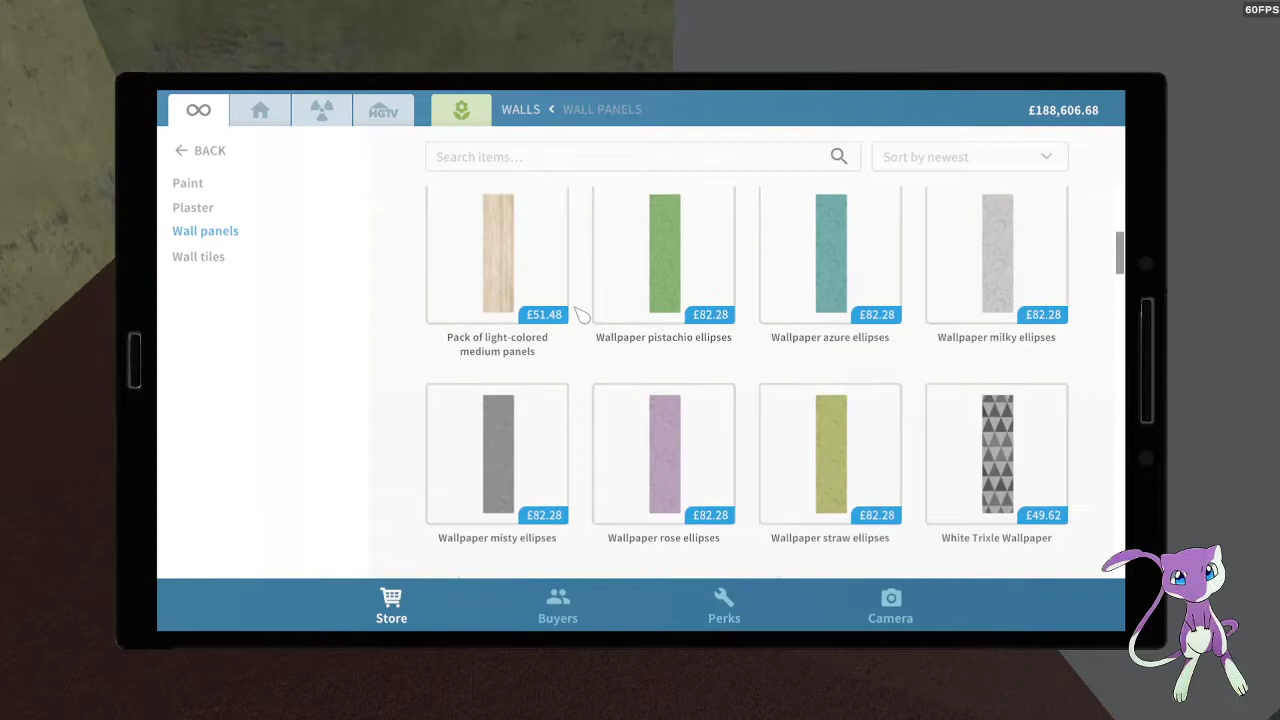 60FPS
HGTV
WALLS < WALL PANELS
£188,606.68
BACK
Search items...
Sort by newest
Paint
Plaster
Wall panels
Wall tiles
£51.48
£82.28
£82.28
£82.28
Pack of light-colored
medium panels
Wallpaper pistachio ellipses
Wallpaper azure ellipses
Wallpaper milky ellipses
£82.28
£82.28
£82.28
£49.62
Wallpaper misty ellipses
Wallpaper rose ellipses
Wallpaper straw ellipses
White Trixle Wallpaper
Store
Buyers
Perks
Camera